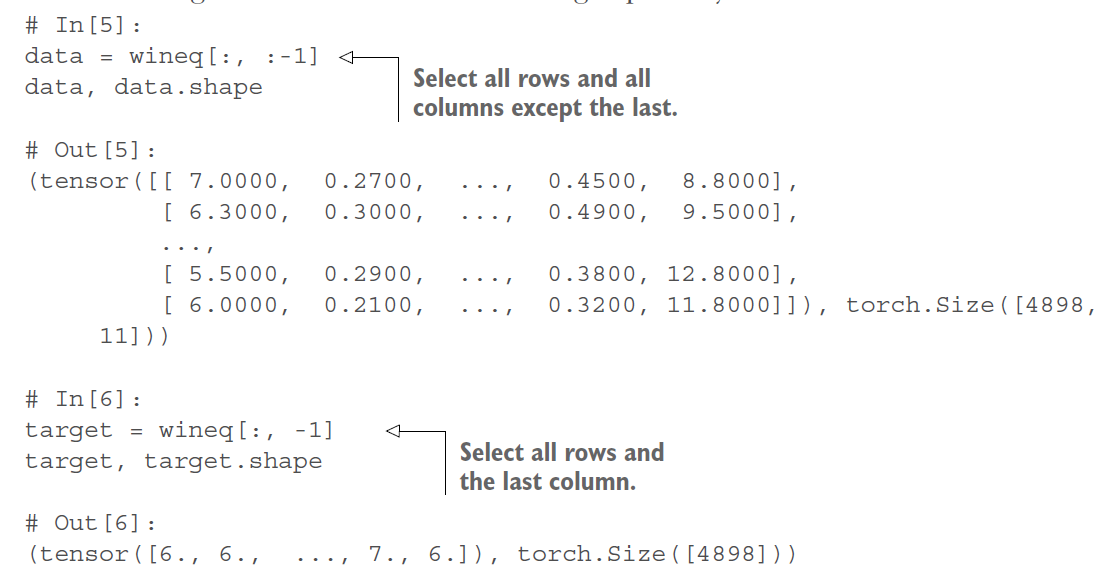 # In[5]:
data = wineq[:, :-1]
data, data.shape
Select all rows and all
columns except the last.
# Out[5]:
(tensor([[ 7.0000,  0.2700,  ...,  0.4500,  8.8000],
[ 6.3000,  0.3000,  ...,  0.4900,  9.5000],
...,
[ 5.5000,  0.2900,  ...,  0.3800, 12.8000],
[ 6.0000,  0.2100,  ...,  0.3200, 11.8000]]), torch.Size([4898,
11]))
# In[6]:
target = wineq[:, -1]
target, target.shape
Select all rows and
the last column.
# Out[6]:
(tensor([6., 6.,  ..., 7., 6.]), torch.Size([4898]))